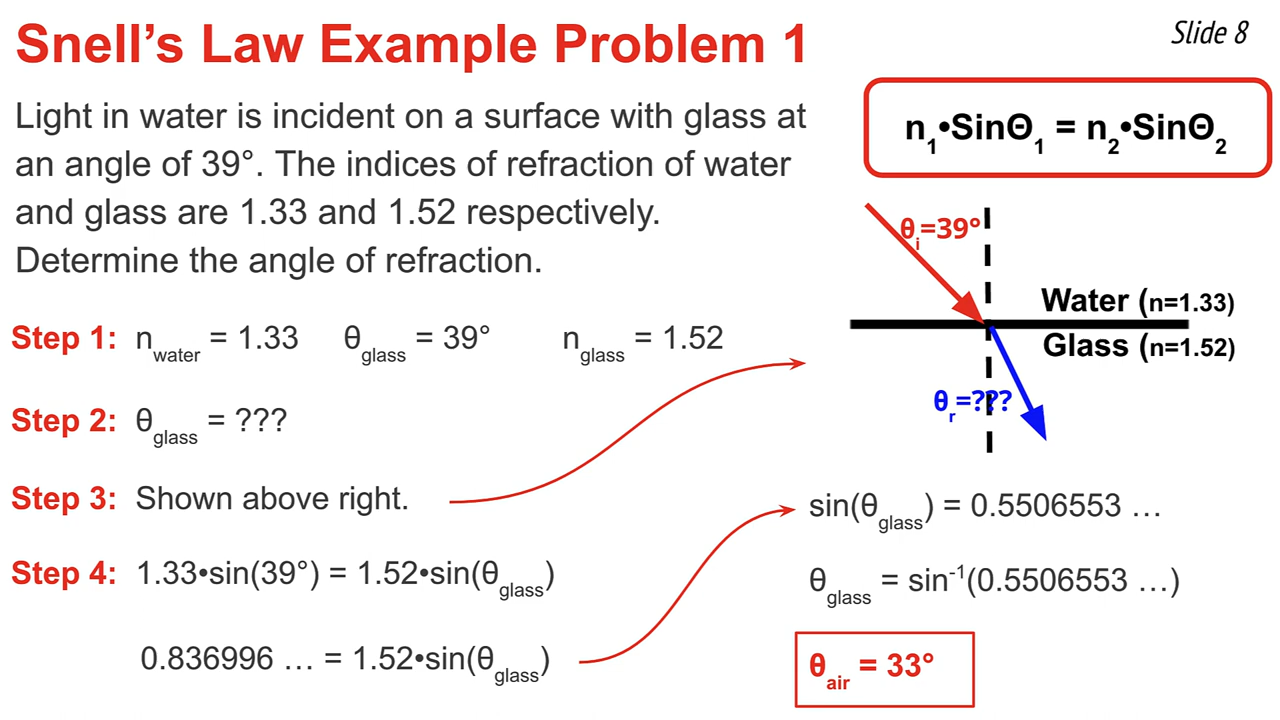 Snell's Law Example Problem 1
Slide 8
Light in water is incident on a surface with glass at
an angle of 39°. The indices of refraction of water
and glass are 1.33 and 1.52 respectively.
Determine the angle of refraction.
n₁•SinΘ₁ = n₂•SinΘ₂
θᵢ=39°
Water (n=1.33)
Glass (n=1.52)
θᵣ=???
Step 1: n_water = 1.33 θ_glass = 39° n_glass = 1.52
Step 2: θ_glass = ???
Step 3: Shown above right.
Step 4: 1.33•sin(39°) = 1.52•sin(θ_glass)
0.836996 … = 1.52•sin(θ_glass)
sin(θ_glass) = 0.5506553 …
θ_glass = sin⁻¹(0.5506553 …)
θ_air = 33°